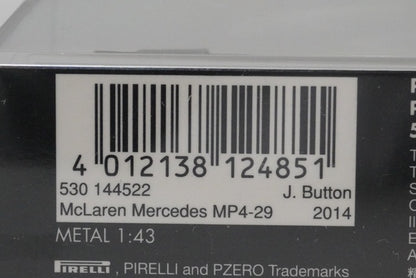 4 012138 124851
530 144522 J. Button
McLaren Mercedes MP4-29 2014
METAL 1:43
PIRELLI , PIRELLI and PZERO Trademarks